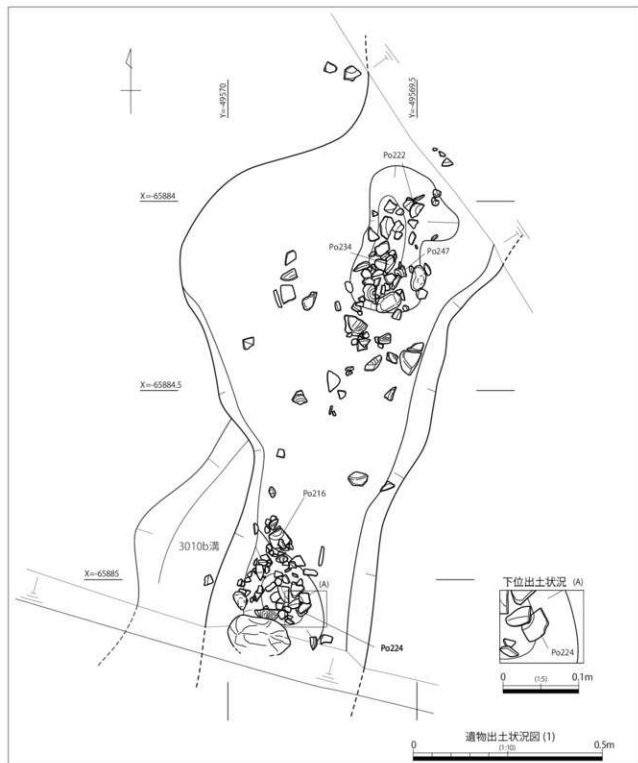 Y=-49570
Y=-49569.5
Po222
X=-65884
Po234
Po247
X=-65884.5
Po216
3010b溝
X=-65885
(A)
下位出土状況 (A)
Po224
Po224
0 (1:5) 0.1m
遺物出土状況図 (1)
0 (1:10) 0.5m